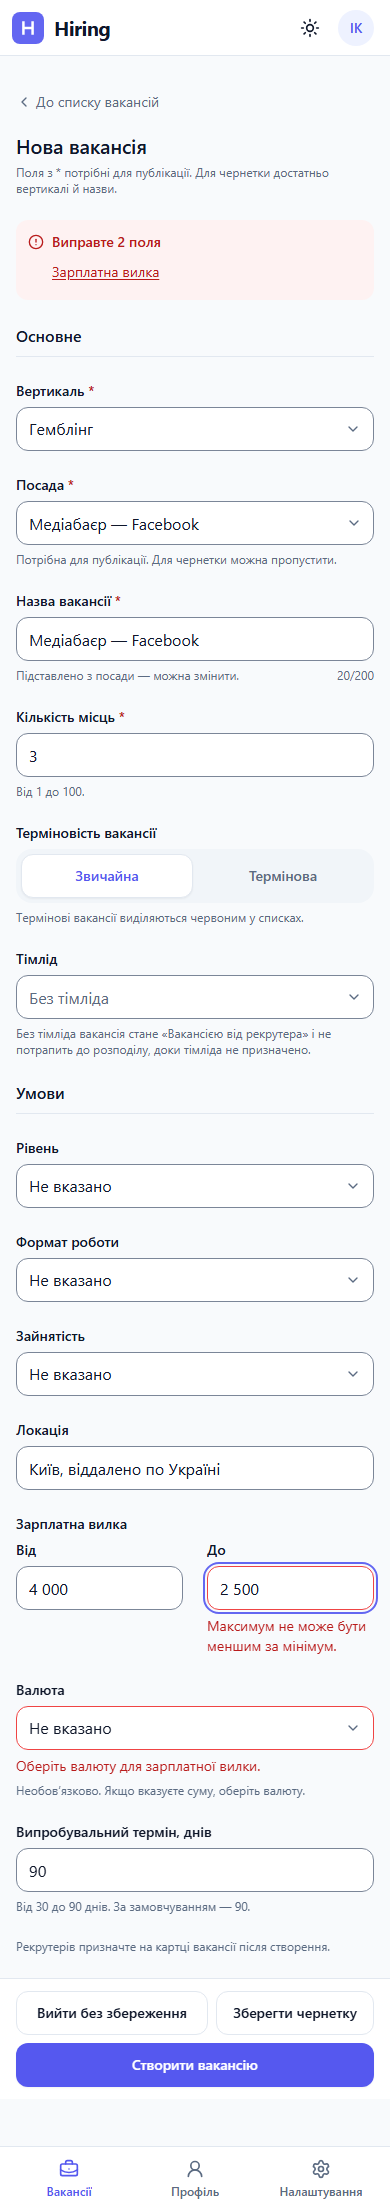 H Hiring
ІК
До списку вакансій
Нова вакансія
Поля з * потрібні для публікації. Для чернетки достатньо
вертикалі й назви.
Виправте 2 поля
Зарплатна вилка
Основне
Вертикаль *
Гемблінг
Посада *
Медіабаєр — Facebook
Потрібна для публікації. Для чернетки можна пропустити.
Назва вакансії *
Медіабаєр — Facebook
Підставлено з посади — можна змінити. 20/200
Кількість місць *
3
Від 1 до 100.
Терміновість вакансії
Звичайна Термінова
Термінові вакансії виділяються червоним у списках.
Тімлід
Без тімліда
Без тімліда вакансія стане «Вакансією від рекрутера» і не
потрапить до розподілу, доки тімліда не призначено.
Умови
Рівень
Не вказано
Формат роботи
Не вказано
Зайнятість
Не вказано
Локація
Київ, віддалено по Україні
Зарплатна вилка
Від До
4 000 2 500
Максимум не може бути
меншим за мінімум.
Валюта
Не вказано
Оберіть валюту для зарплатної вилки.
Необов’язково. Якщо вказуєте суму, оберіть валюту.
Випробувальний термін, днів
90
Від 30 до 90 днів. За замовчуванням — 90.
Рекрутерів призначте на картці вакансії після створення.
Вийти без збереження Зберегти чернетку
Створити вакансію
Вакансії Профіль Налаштування